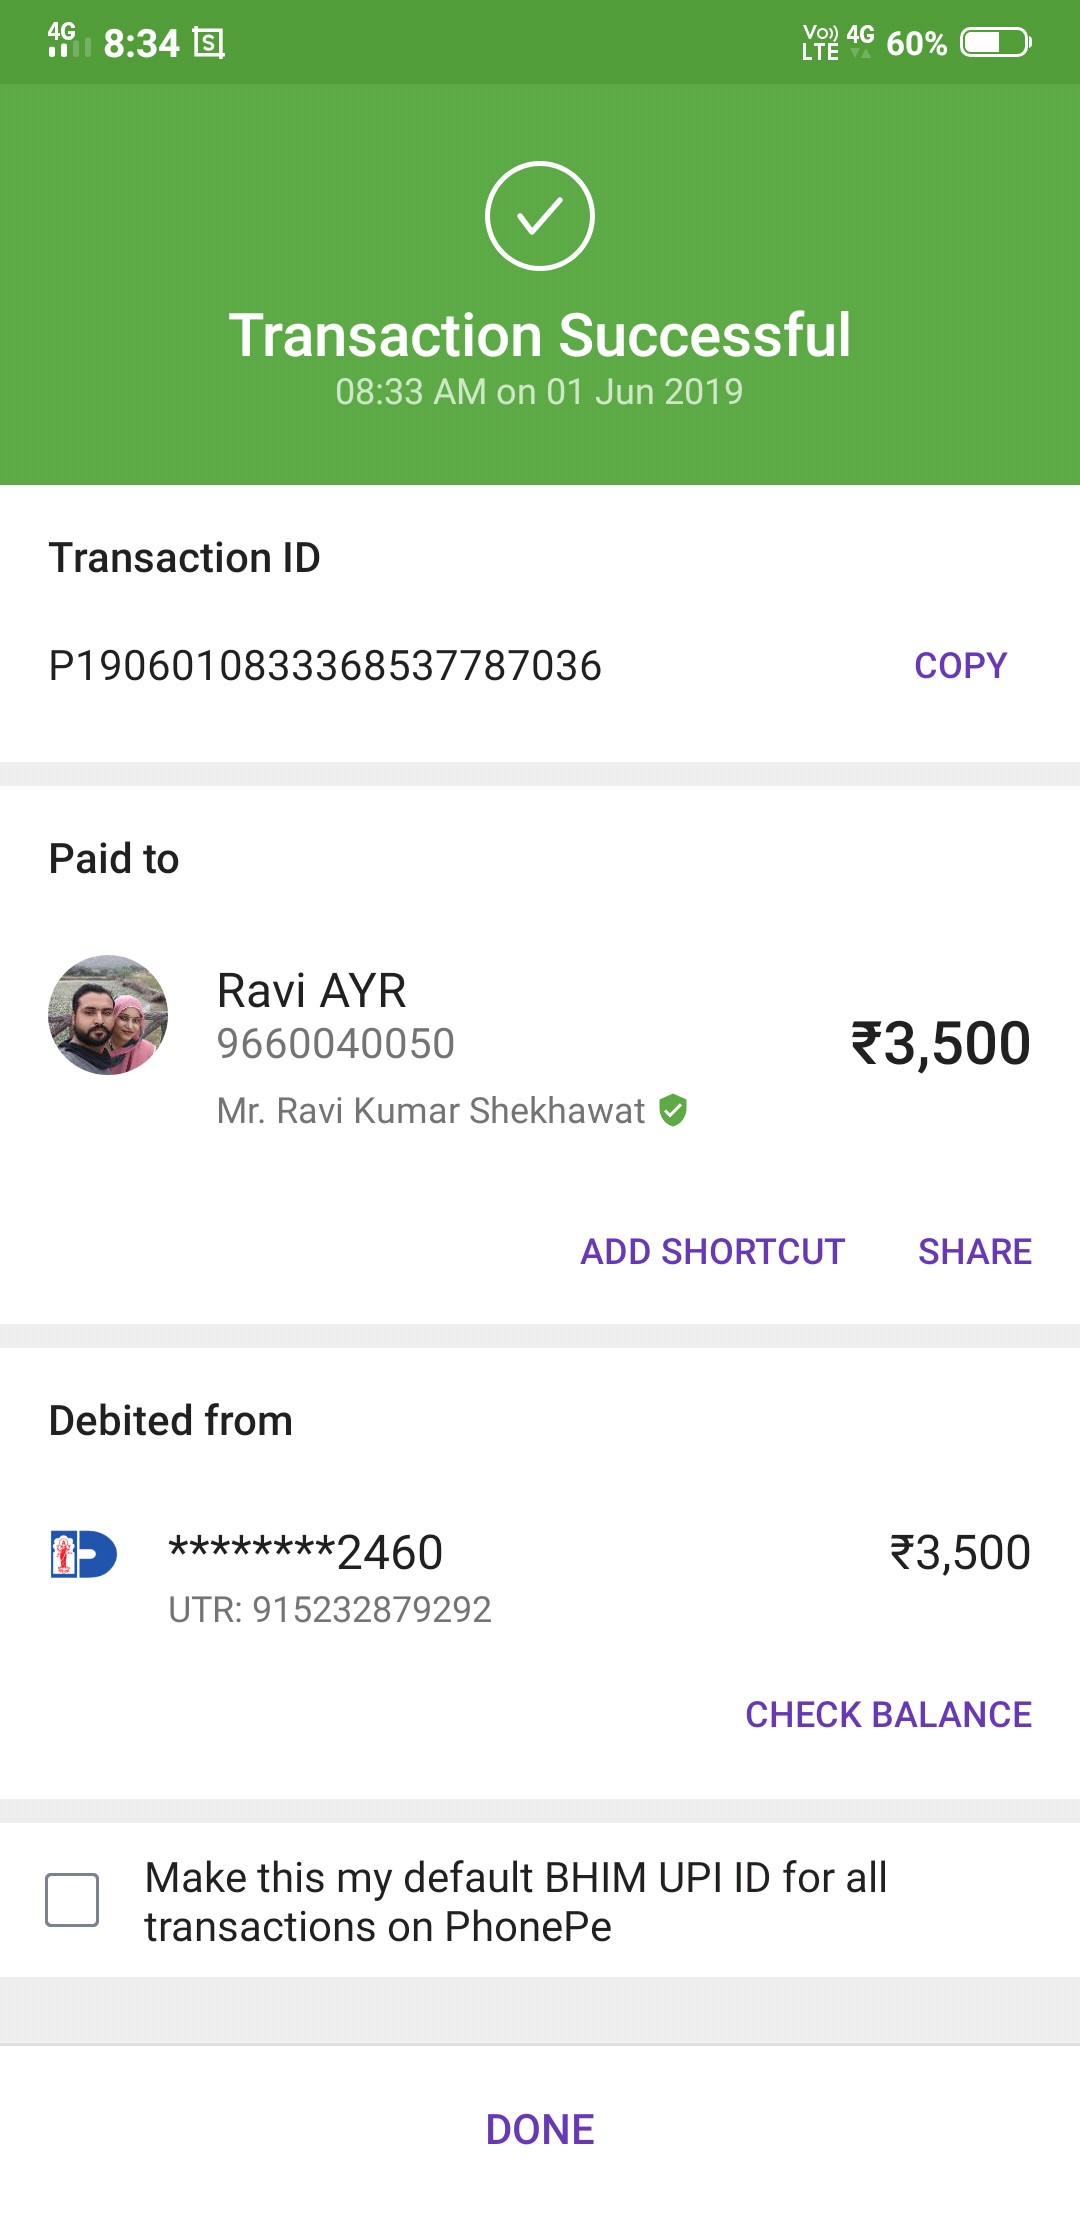 4G 8:34 S Vo)) LTE 4G 60%
Transaction Successful
08:33 AM on 01 Jun 2019
Transaction ID
P1906010833368537787036 COPY
Paid to
Ravi AYR
9660040050
₹3,500
Mr. Ravi Kumar Shekhawat
ADD SHORTCUT SHARE
Debited from
********2460 ₹3,500
UTR: 915232879292
CHECK BALANCE
Make this my default BHIM UPI ID for all
transactions on PhonePe
DONE